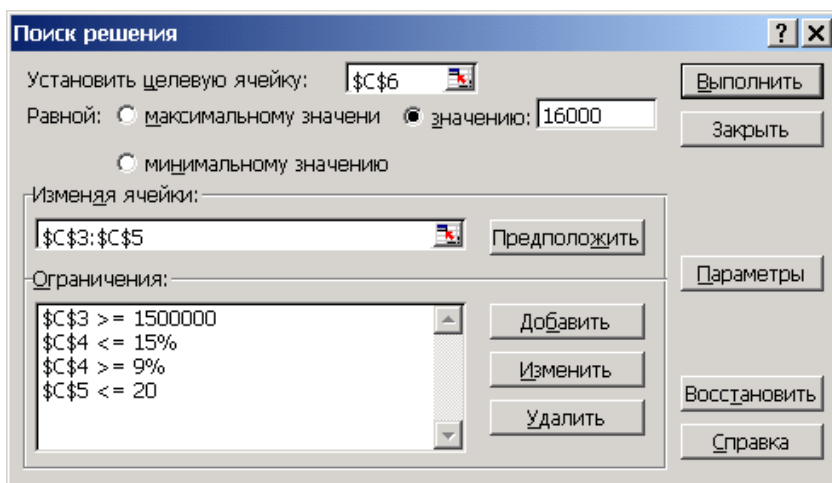 Поиск решения
Установить целевую ячейку: $C$6
Выполнить
Равной: максимальному значени значению: 16000
Закрыть
минимальному значению
Изменяя ячейки:
$C$3:$C$5
Предположить
Параметры
Ограничения:
$C$3 >= 1500000
$C$4 <= 15%
$C$4 >= 9%
$C$5 <= 20
Добавить
Изменить
Удалить
Восстановить
Справка